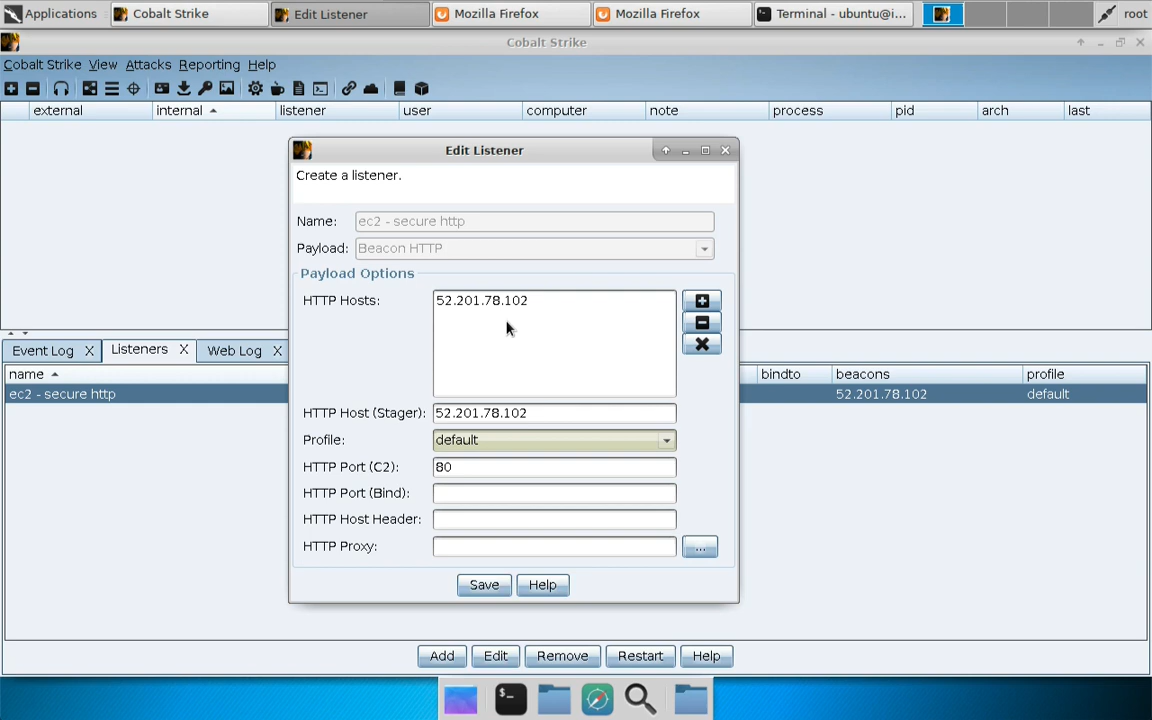 Applications Cobalt Strike Edit Listener Mozilla Firefox Mozilla Firefox Terminal - ubuntu@i... root
Cobalt Strike
Cobalt Strike View Attacks Reporting Help
external internal listener user computer note process pid arch last
Edit Listener
Create a listener.
Name: ec2 - secure http
Payload: Beacon HTTP
Payload Options
HTTP Hosts: 52.201.78.102
Event Log X Listeners X Web Log X
name bindto beacons profile
ec2 - secure http 52.201.78.102 default
HTTP Host (Stager): 52.201.78.102
Profile: default
HTTP Port (C2): 80
HTTP Port (Bind):
HTTP Host Header:
HTTP Proxy: ...
Save Help
Add Edit Remove Restart Help